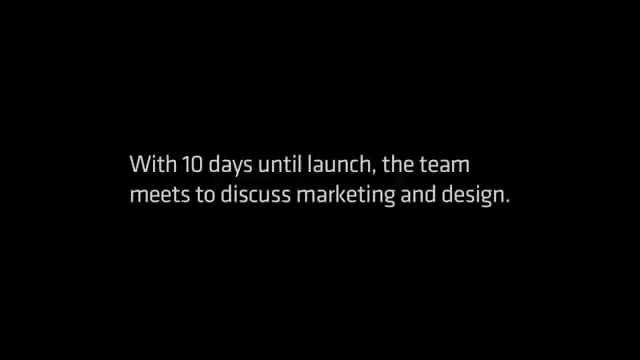 With 10 days until launch, the team
meets to discuss marketing and design.